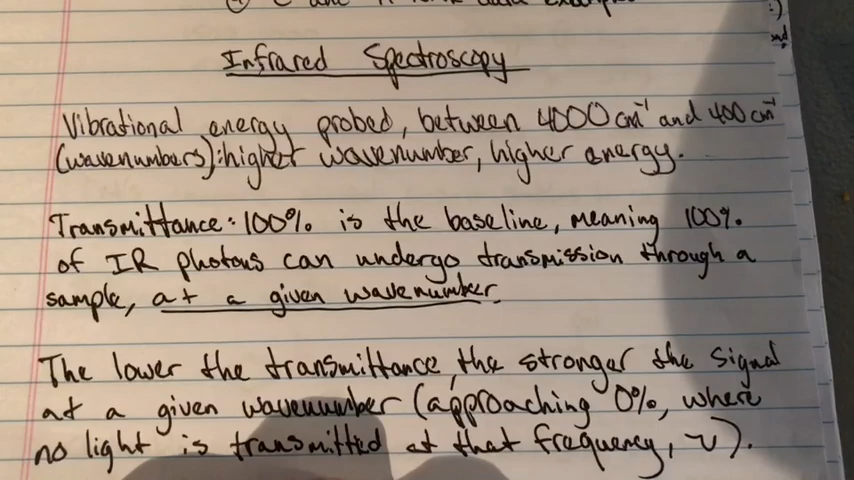 ④ C and
Infrared Spectroscopy
Vibrational energy probed, between 4000 cm⁻¹ and 400 cm⁻¹
(wavenumbers): higher wavenumber, higher energy.
Transmittance: 100% is the baseline, meaning 100%
of IR photons can undergo transmission through a
sample, at a given wavenumber.
The lower the transmittance, the stronger the signal
at a given wavenumber (approaching 0%, where
no light is transmitted at that frequency, ν).